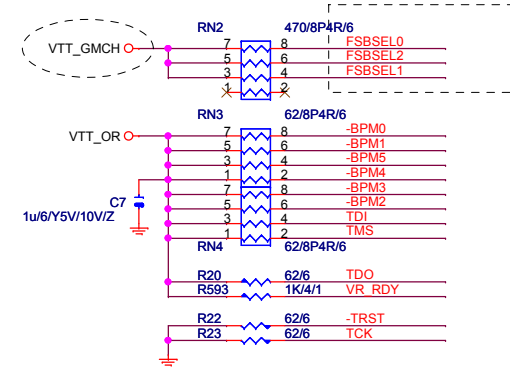 RN2 470/8P4R/6
VTT_GMCH 7 8 FSBSEL0
5 6 FSBSEL2
3 4 FSBSEL1
1 2
RN3 62/8P4R/6
VTT_OR 7 8 -BPM0
5 6 -BPM1
3 4 -BPM5
1 2 -BPM4
C7 7 8 -BPM3
1u/6/Y5V/10V/Z 5 6 -BPM2
3 4 TDI
1 2 TMS
RN4 62/8P4R/6
R20 62/6 TDO
R593 1K/4/1 VR_RDY
R22 62/6 -TRST
R23 62/6 TCK